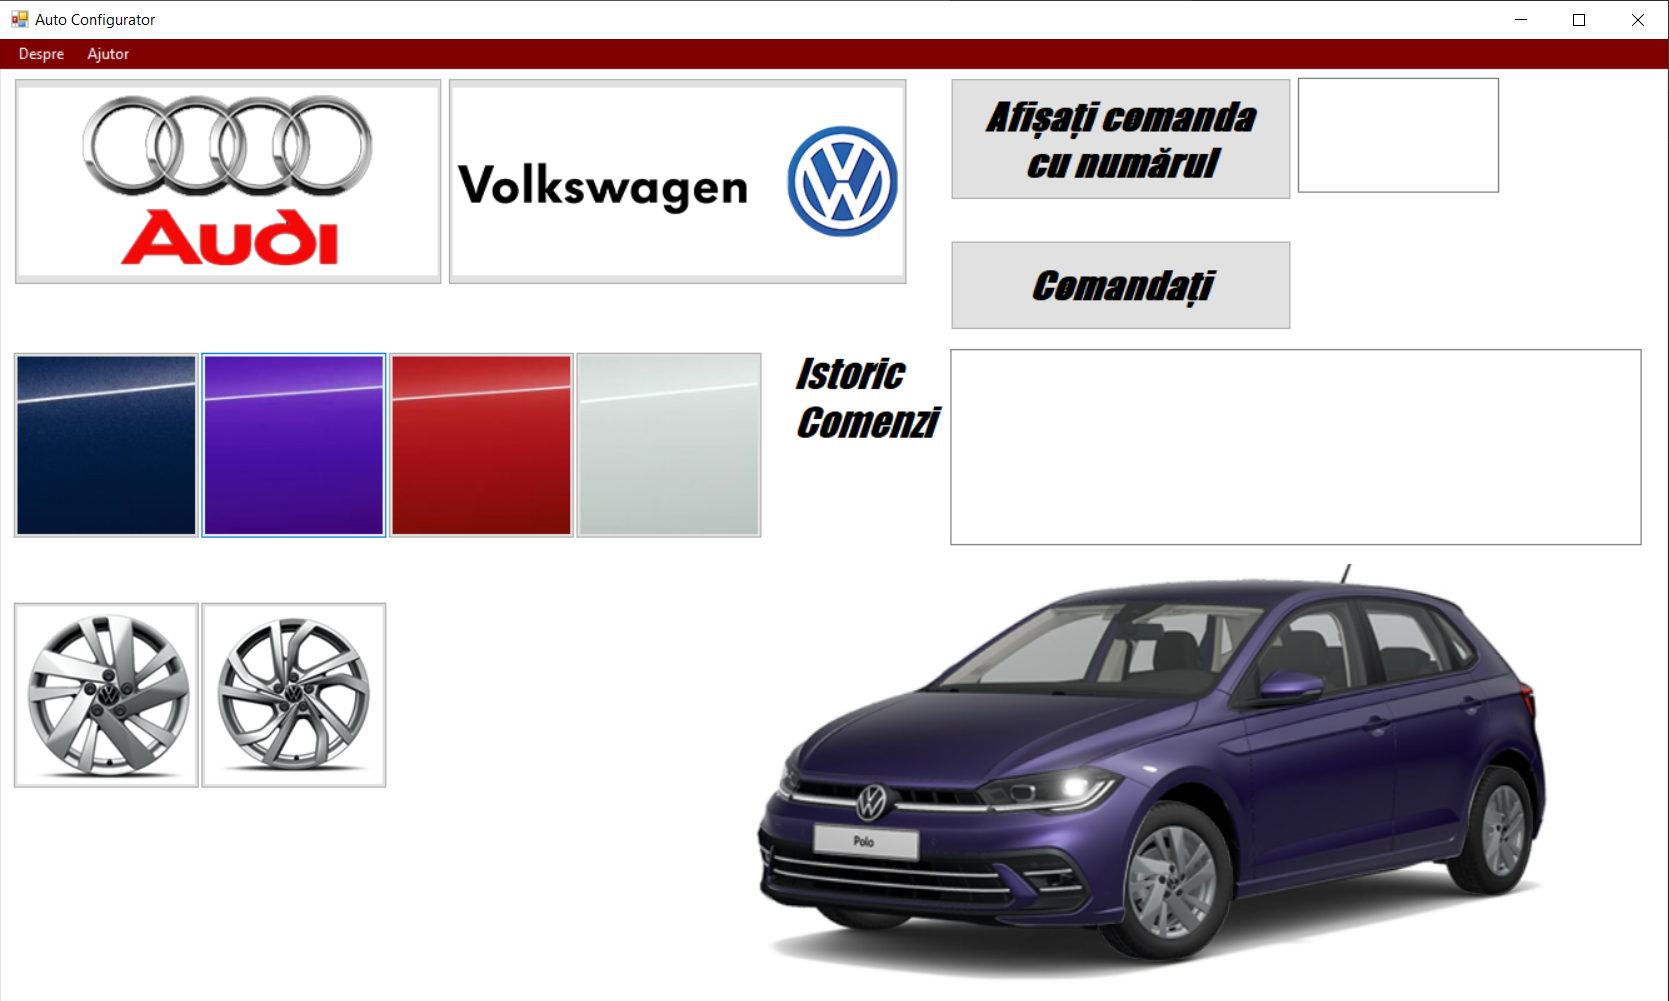 Auto Configurator
Despre Ajutor
Audi
Volkswagen
Afișați comanda
cu numărul
Comandați
Istoric
Comenzi
Polo